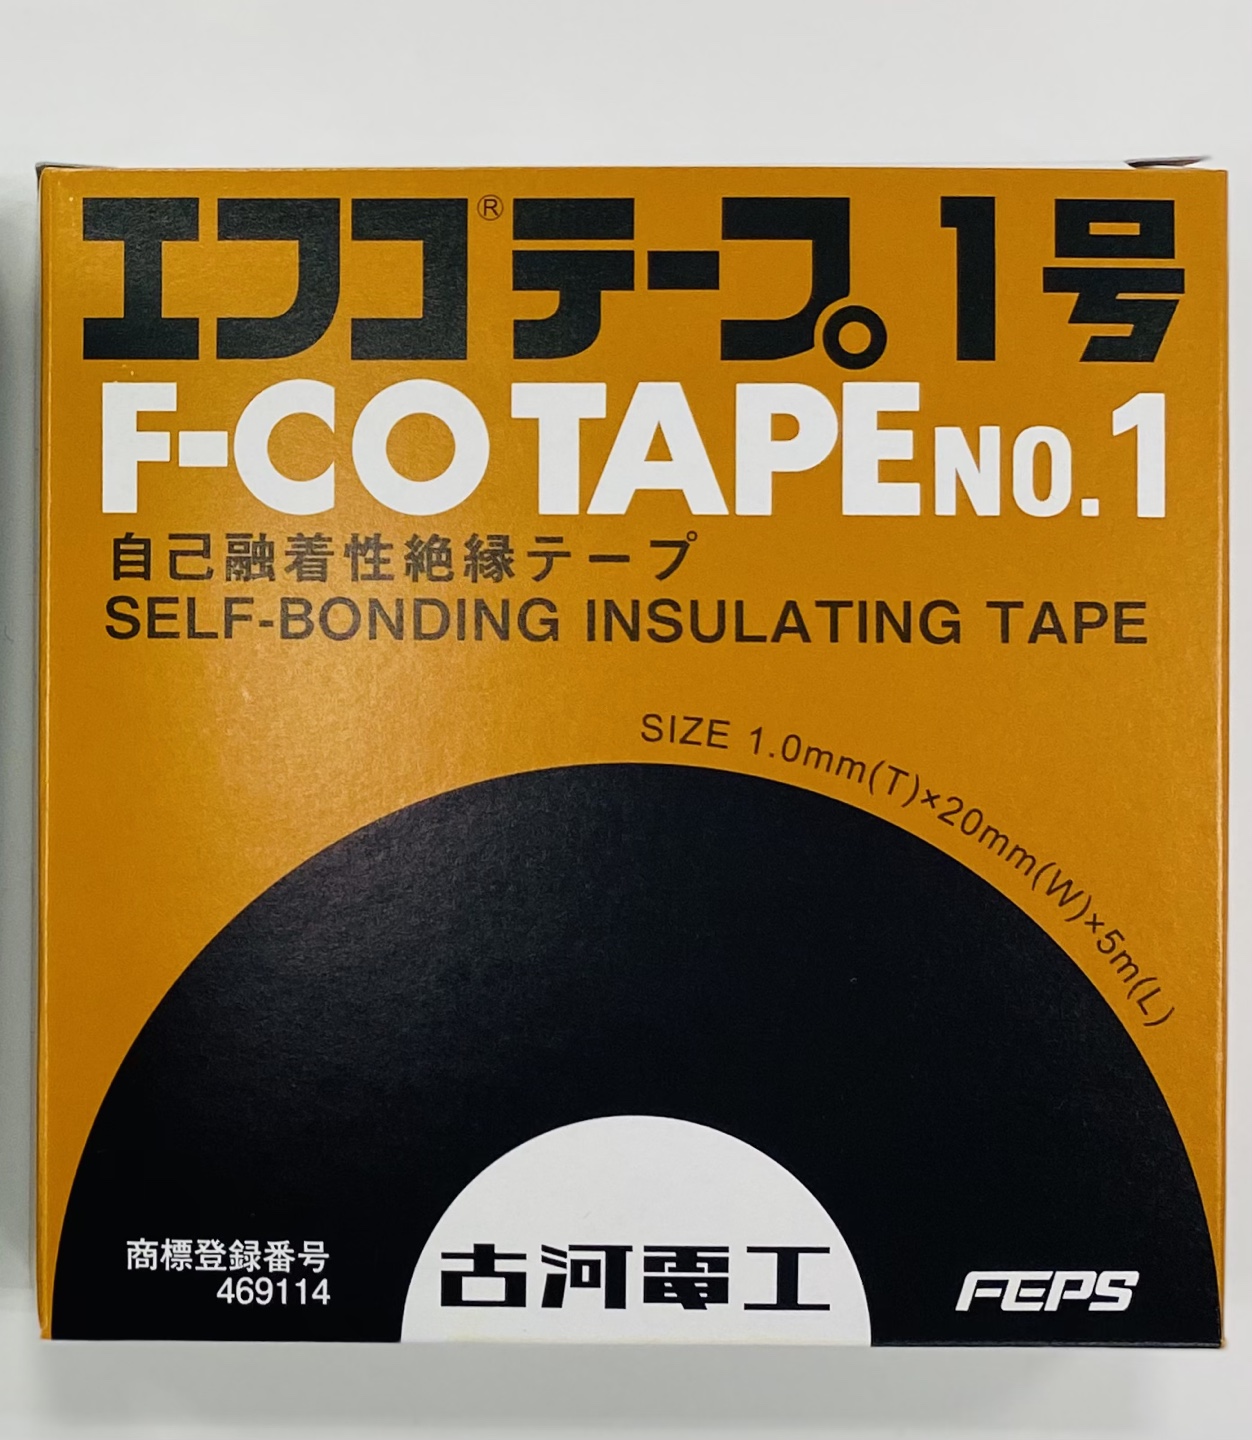 エフコ®テープ1号
F-CO TAPE NO.1
自己融着性絶縁テープ
SELF-BONDING INSULATING TAPE
SIZE 1.0mm(T)×20mm(W)×5m(L)
商標登録番号
469114
古河電工
FEPS